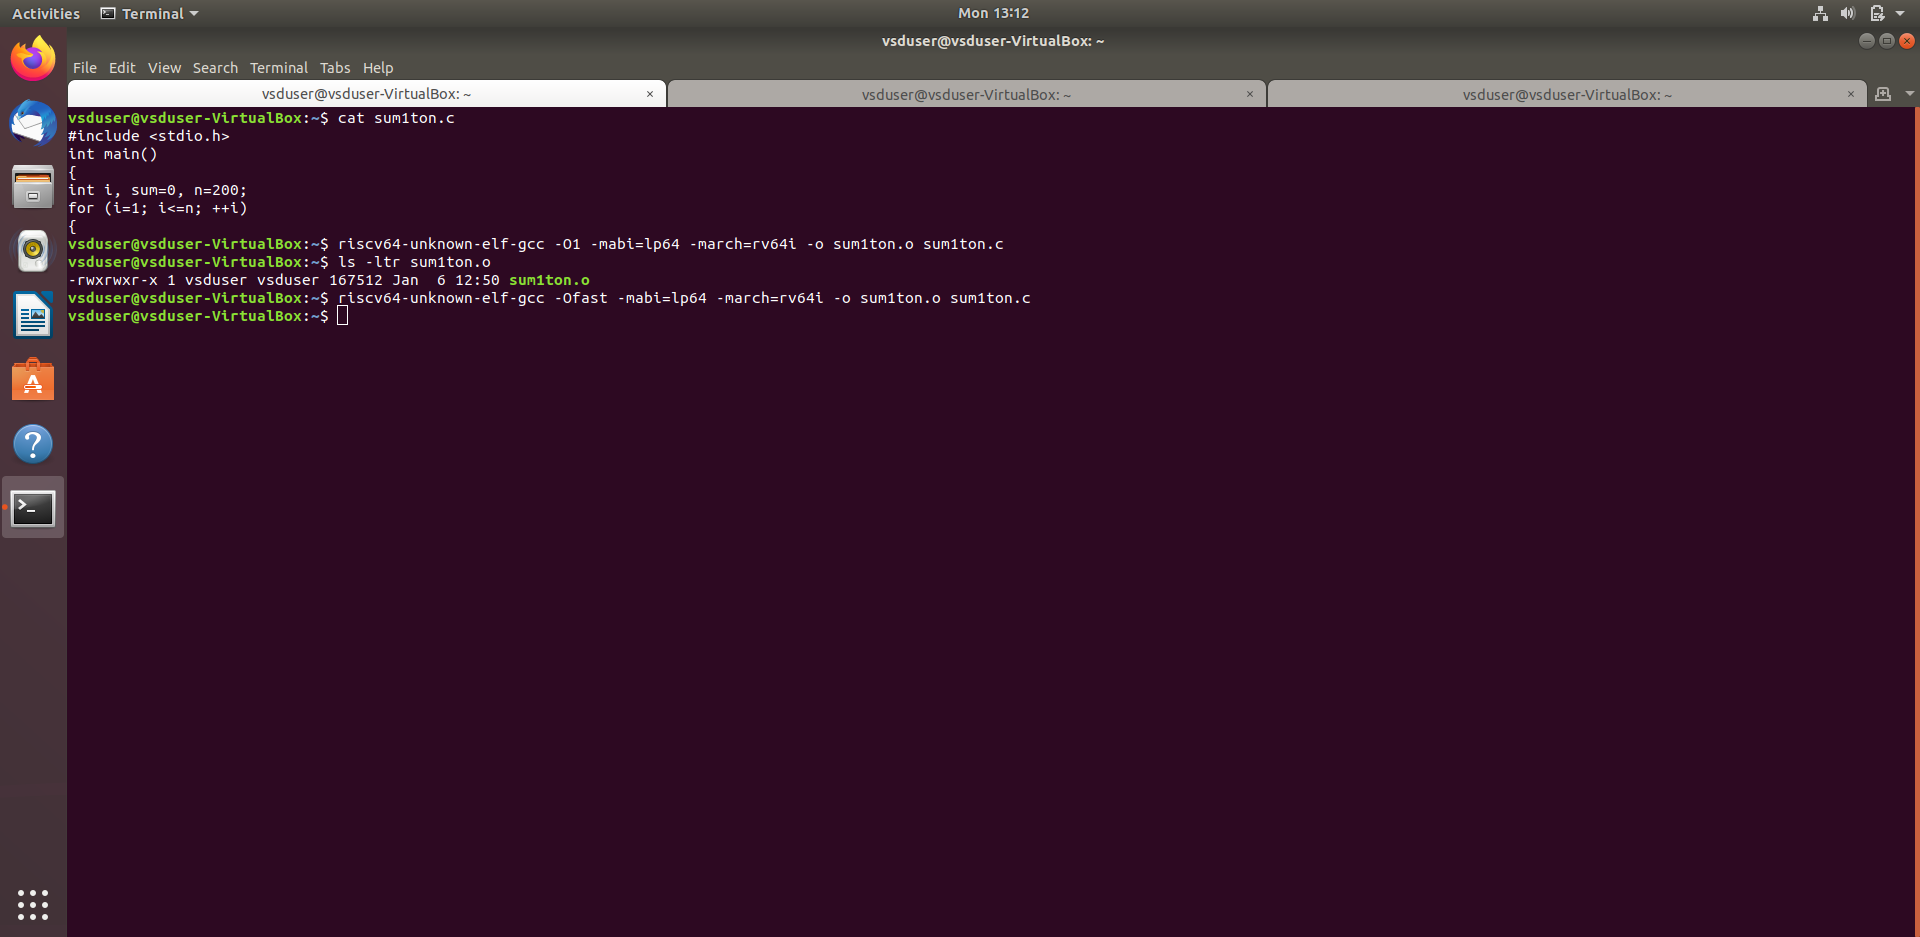 Activities Terminal Mon 13:12
vsduser@vsduser-VirtualBox: ~
File Edit View Search Terminal Tabs Help
vsduser@vsduser-VirtualBox: ~ × vsduser@vsduser-VirtualBox: ~ × vsduser@vsduser-VirtualBox: ~ ×
vsduser@vsduser-VirtualBox:~$ cat sum1ton.c
#include <stdio.h>
int main()
{
int i, sum=0, n=200;
for (i=1; i<=n; ++i)
{
vsduser@vsduser-VirtualBox:~$ riscv64-unknown-elf-gcc -O1 -mabi=lp64 -march=rv64i -o sum1ton.o sum1ton.c
vsduser@vsduser-VirtualBox:~$ ls -ltr sum1ton.o
-rwxrwxr-x 1 vsduser vsduser 167512 Jan  6 12:50 sum1ton.o
vsduser@vsduser-VirtualBox:~$ riscv64-unknown-elf-gcc -Ofast -mabi=lp64 -march=rv64i -o sum1ton.o sum1ton.c
vsduser@vsduser-VirtualBox:~$